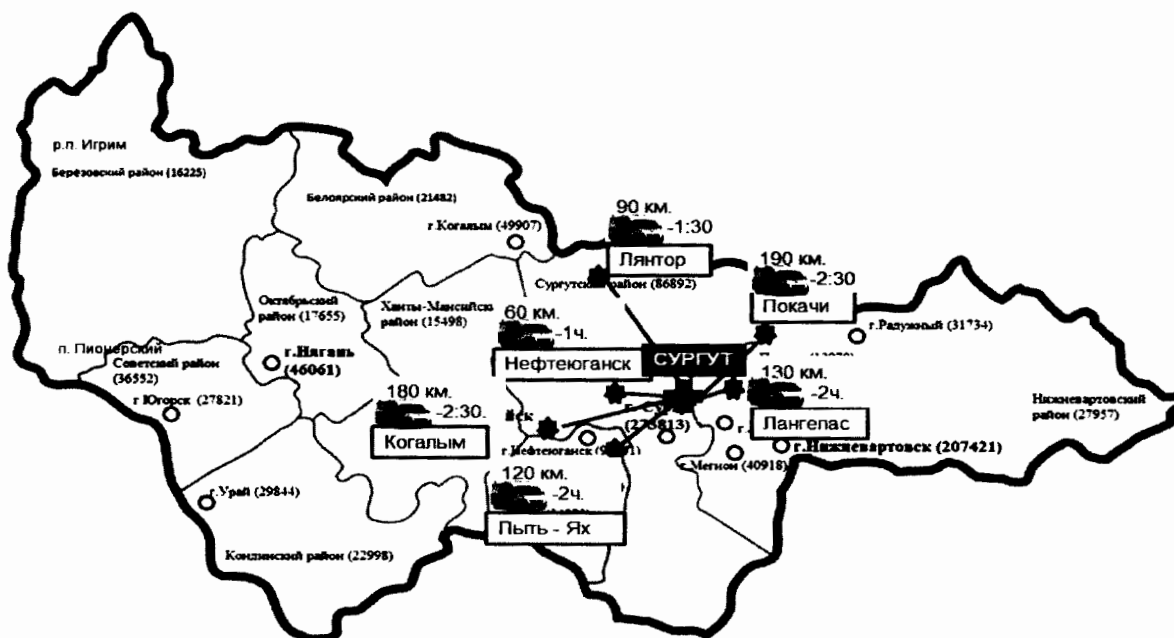 р.п. Игрим
Берёзовский район (16225)
Белоярский район (21482)
г.Когалым (49907)
90 км.
-1:30
Лянтор
Сургутский район (86892)
190 км.
-2:30
Покачи
г.Радужный (31734)
Октябрьский
район (17655)
Ханты-Мансийск
район (15498)
60 км.
-1ч.
Нефтеюганск
СУРГУТ
п. Пионерский
Советский район
(36552)
г.Нягань
(46061)
г Югорск (27821)
180 км.
-2:30.
Когалым
130 км.
-2ч.
Лангепас
Нижневартовский
район (27957)
г.Нижневартовск (207421)
г.Мегион (40918)
120 км.
-2ч.
Пыть - Ях
г.Урай (29844)
Кондинский район (22998)